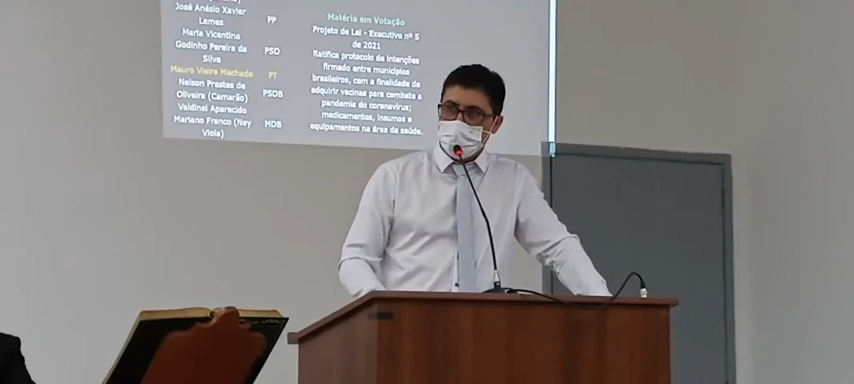 José Anésio Xavier
Lemes PP
Maria Vicentina
Godinho Pereira da
Silva PSD
Mauro Vieira Machado PT
Nelson Prestes de
Oliveira (Camarão) PSDB
Valdinei Aparecido
Mariano Franco (Ney
Viola) MDB
Matéria em Votação
Projeto de Lei - Executivo nº 5
de 2021
Ratifica protocolo de intenções
firmado entre municípios
brasileiros, com a finalidade de
adquirir vacinas para combate a
pandemia do coronavírus;
medicamentos, insumos e
equipamentos na área da saúde.